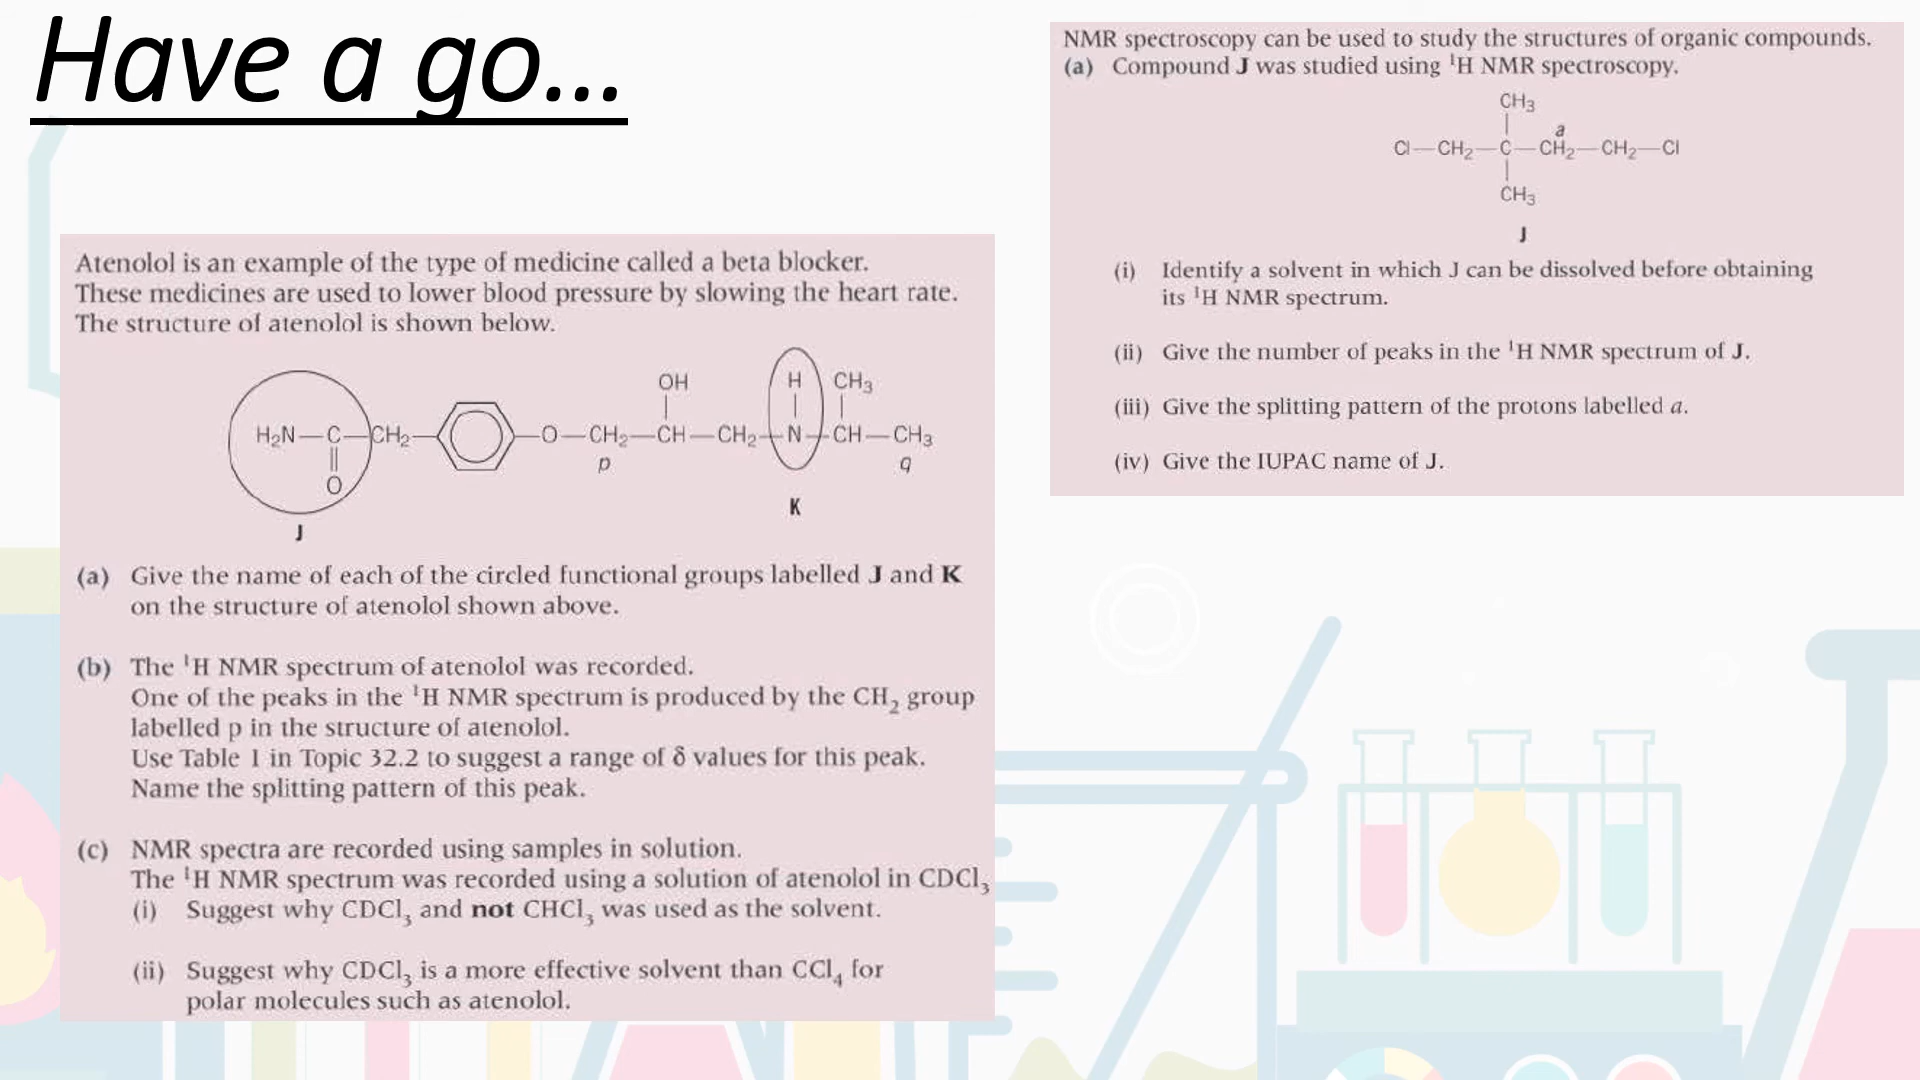 Have a go...
Atenolol is an example of the type of medicine called a beta blocker.
These medicines are used to lower blood pressure by slowing the heart rate.
The structure of atenolol is shown below.
OH H CH₃
H₂N—C—CH₂— —O—CH₂—CH—CH₂—N—CH—CH₃
O p q
J K
(a) Give the name of each of the circled functional groups labelled J and K
on the structure of atenolol shown above.
(b) The ¹H NMR spectrum of atenolol was recorded.
One of the peaks in the ¹H NMR spectrum is produced by the CH₂ group
labelled p in the structure of atenolol.
Use Table 1 in Topic 32.2 to suggest a range of δ values for this peak.
Name the splitting pattern of this peak.
(c) NMR spectra are recorded using samples in solution.
The ¹H NMR spectrum was recorded using a solution of atenolol in CDCl₃
(i) Suggest why CDCl₃ and not CHCl₃ was used as the solvent.
(ii) Suggest why CDCl₃ is a more effective solvent than CCl₄ for
polar molecules such as atenolol.
NMR spectroscopy can be used to study the structures of organic compounds.
(a) Compound J was studied using ¹H NMR spectroscopy.
CH₃
a
Cl—CH₂—C—CH₂—CH₂—Cl
CH₃
J
(i) Identify a solvent in which J can be dissolved before obtaining
its ¹H NMR spectrum.
(ii) Give the number of peaks in the ¹H NMR spectrum of J.
(iii) Give the splitting pattern of the protons labelled a.
(iv) Give the IUPAC name of J.